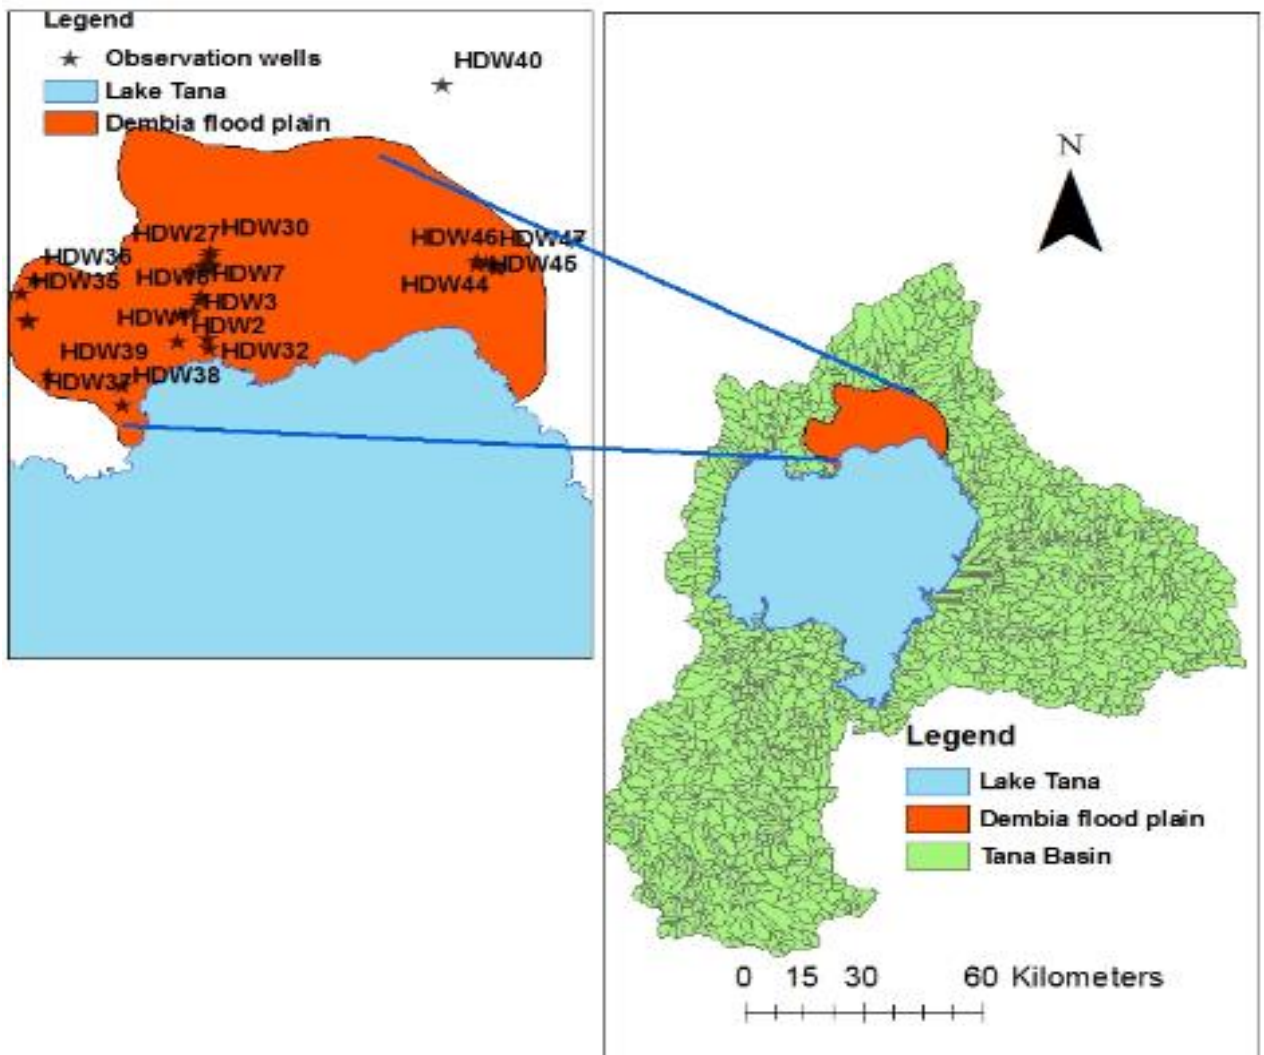 Legend
Observation wells
Lake Tana
Dembia flood plain
HDW40
HDW27
HDW30
HDW46
HDW47
HDW36
HDW35
HDW7
HDW45
HDW44
HDW3
HDW2
HDW39
HDW32
HDW37
HDW38
N
Legend
Lake Tana
Dembia flood plain
Tana Basin
0 15 30 60 Kilometers